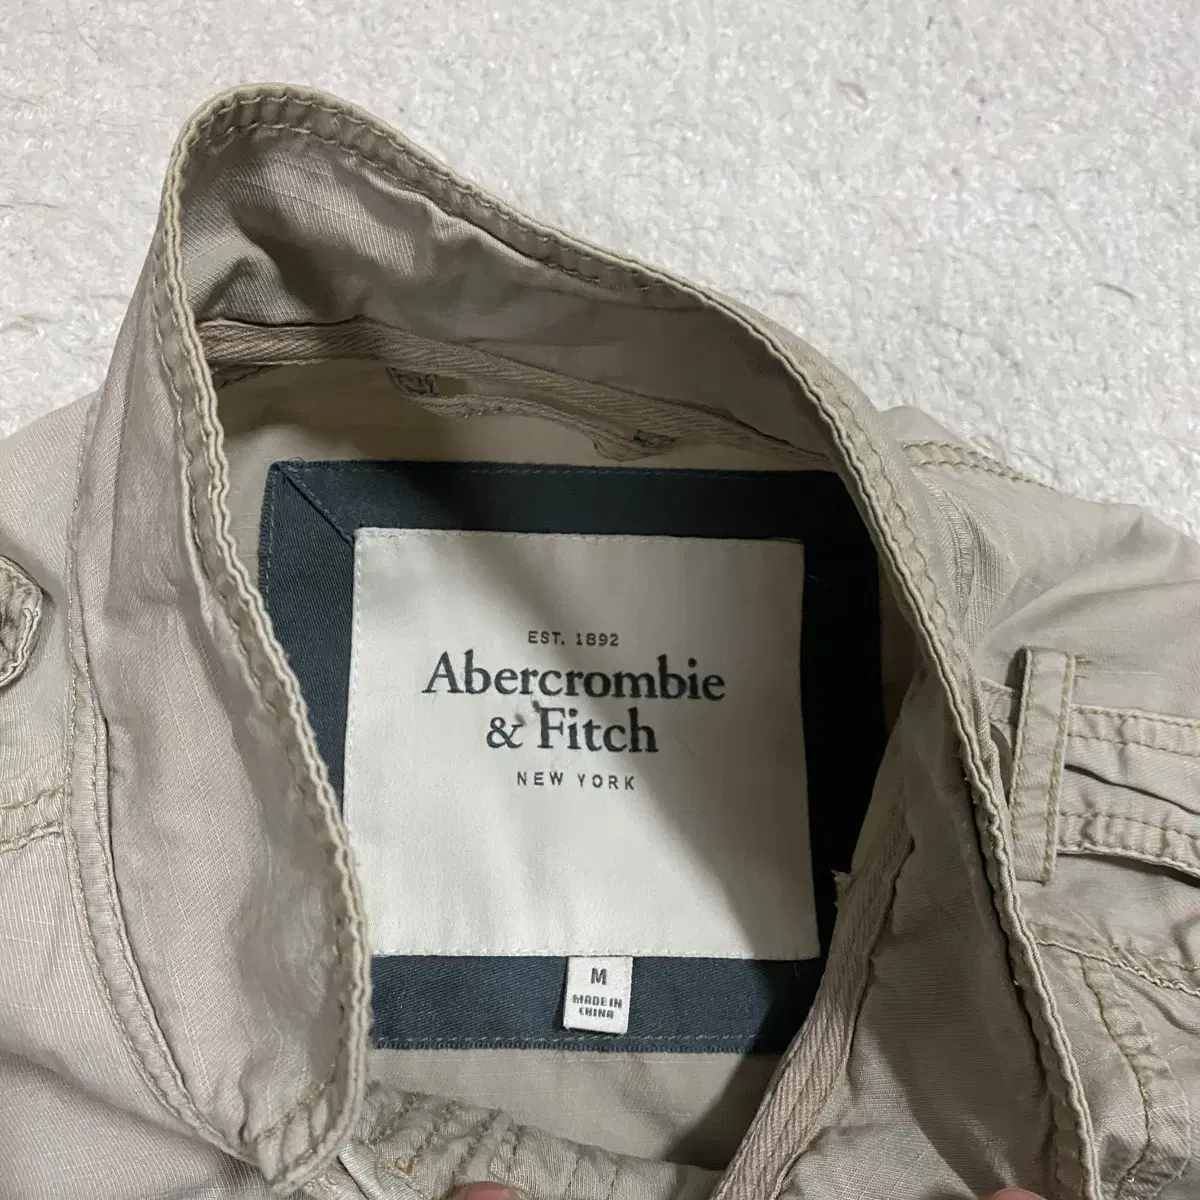 EST. 1892
Abercrombie
& Fitch
NEW YORK
M
MADE IN
CHINA